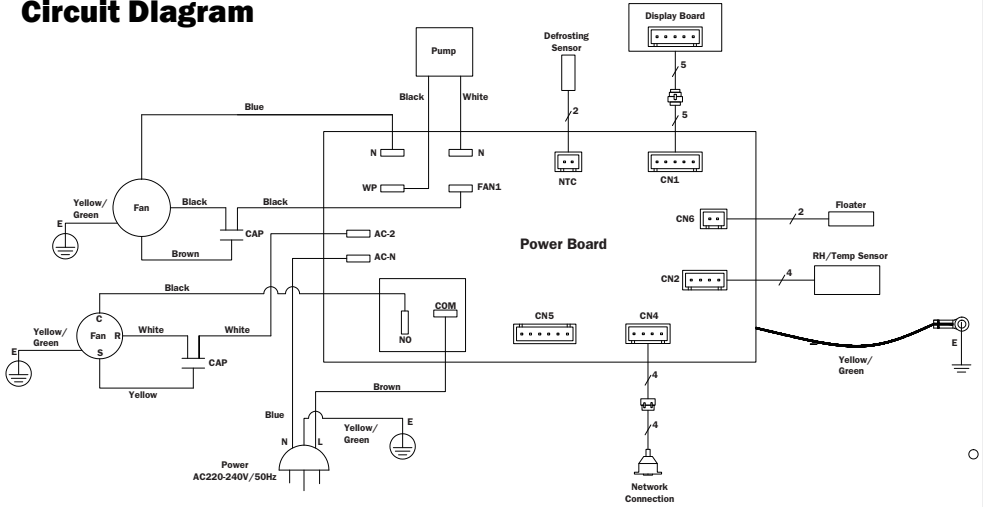 Circuit DIagram
Display Board
5
5
Defrosting
Sensor
2
Pump
Black
White
Blue
N
N
WP
FAN1
NTC
CN1
Yellow/
Green
E
Fan
Black
Black
CAP
Brown
AC-2
AC-N
Power Board
CN6
2
Floater
CN2
4
RH/Temp Sensor
Black
COM
NO
CN5
CN4
Yellow/
Green
E
C
Fan
R
S
White
White
CAP
Yellow
Yellow/
Green
E
Brown
4
4
Blue
N
L
Yellow/
Green
E
Power
AC220-240V/50Hz
Network
Connection